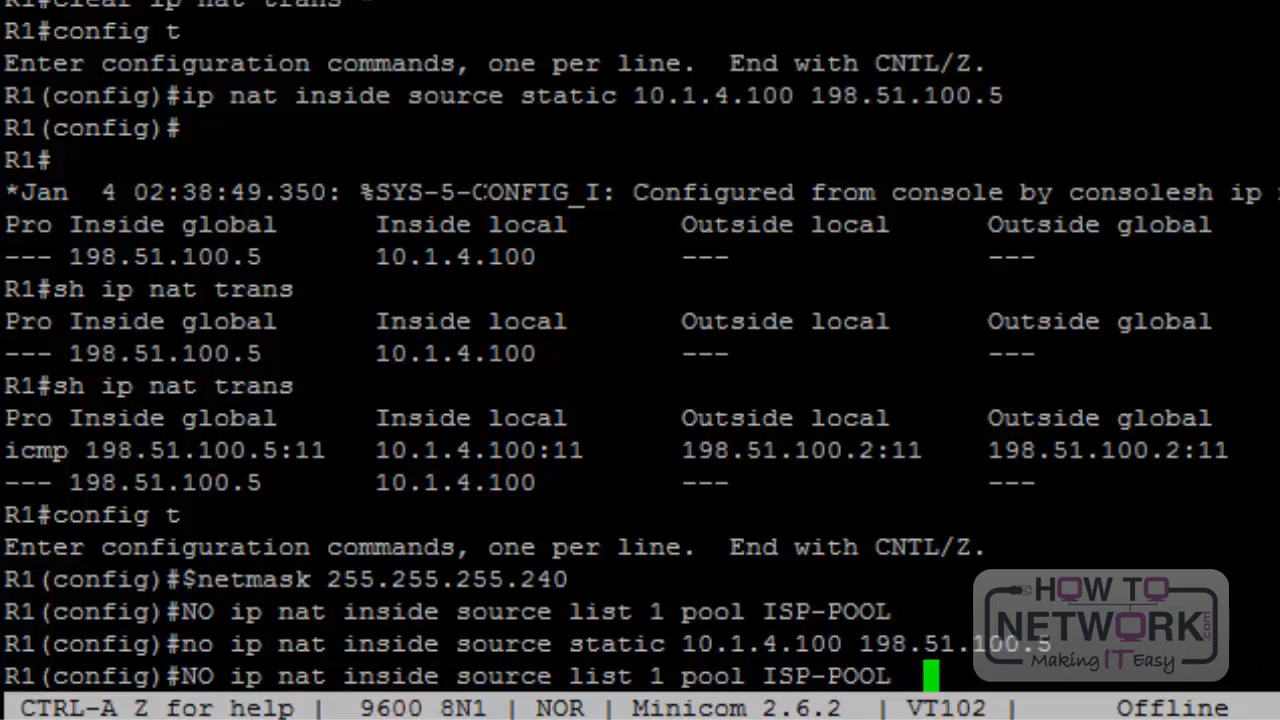 R1#clear ip nat trans *
R1#config t
Enter configuration commands, one per line.  End with CNTL/Z.
R1(config)#ip nat inside source static 10.1.4.100 198.51.100.5
R1(config)#
R1#
*Jan  4 02:38:49.350: %SYS-5-CONFIG_I: Configured from console by consolesh ip
Pro Inside global      Inside local       Outside local      Outside global
--- 198.51.100.5       10.1.4.100         ---                ---
R1#sh ip nat trans
Pro Inside global      Inside local       Outside local      Outside global
--- 198.51.100.5       10.1.4.100         ---                ---
R1#sh ip nat trans
Pro Inside global      Inside local       Outside local      Outside global
icmp 198.51.100.5:11   10.1.4.100:11      198.51.100.2:11    198.51.100.2:11
--- 198.51.100.5       10.1.4.100         ---                ---
R1#config t
Enter configuration commands, one per line.  End with CNTL/Z.
R1(config)#$netmask 255.255.255.240
R1(config)#NO ip nat inside source list 1 pool ISP-POOL
R1(config)#no ip nat inside source static 10.1.4.100 198.51.100.5
R1(config)#NO ip nat inside source list 1 pool ISP-POOL
HOW TO
NETWORK.com
Making IT Easy
CTRL-A Z for help |  9600 8N1 | NOR | Minicom 2.6.2  | VT102 |      Offline